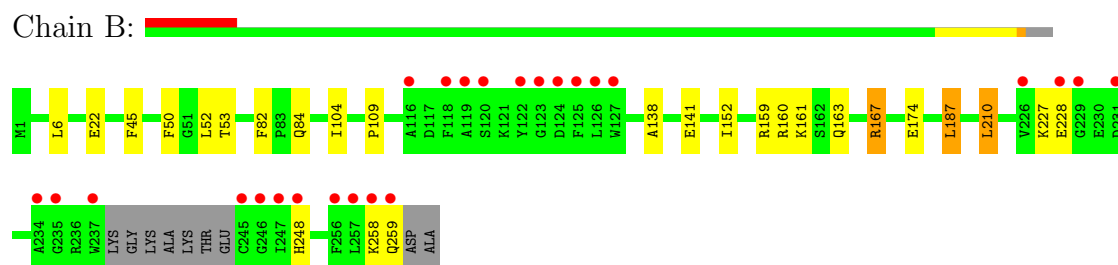 Chain B:
M1 L6 E22 F45 F50 G51 L52 T53 F82 P83 Q84 I104 P109 A116 D117 F118 A119 S120 K121 Y122 G123 D124 F125 L126 W127 A138 E141 I152 R159 R160 K161 S162 Q163 R167 E174 L187 L210 V226 K227 E228 G229 E230
A234 G235 R236 W237 LYS GLY LYS ALA LYS THR GLU C245 G246 I247 H248 F256 L257 K258 Q259 ASP ALA